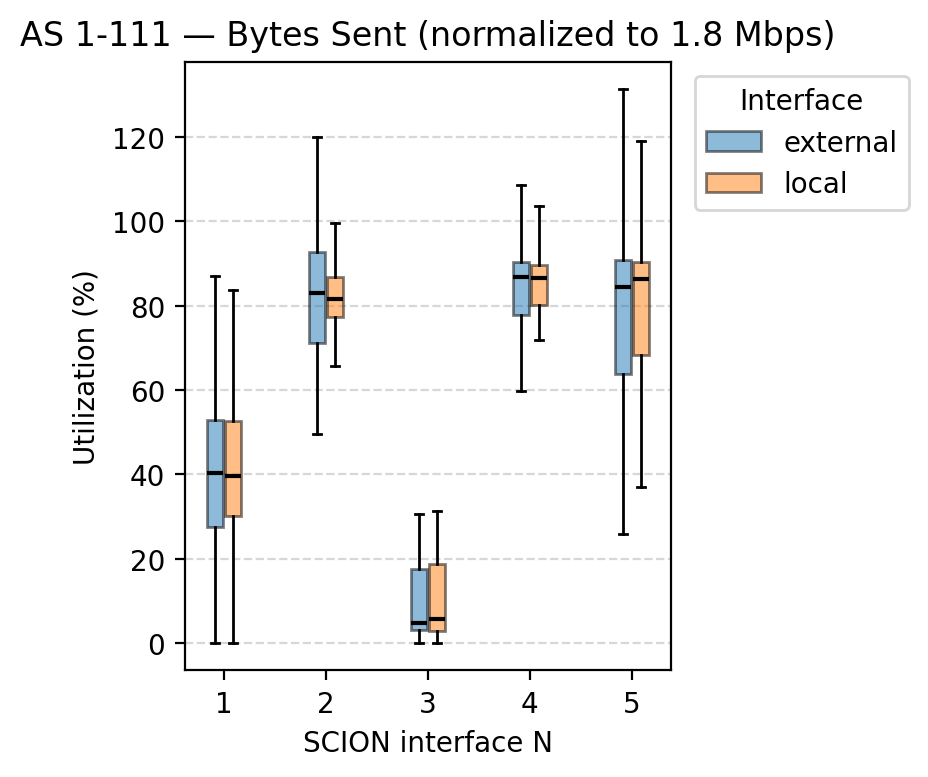 AS 1-111 — Bytes Sent (normalized to 1.8 Mbps)
Interface
external
local
Utilization (%)
120
100
80
60
40
20
0
1 2 3 4 5
SCION interface N